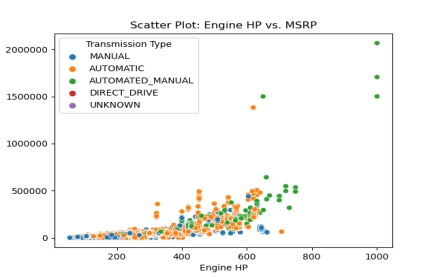 Scatter Plot: Engine HP vs. MSRP
2000000
1500000
1000000
500000
0
Transmission Type
MANUAL
AUTOMATIC
AUTOMATED_MANUAL
DIRECT_DRIVE
UNKNOWN
200 400 600 800 1000
Engine HP